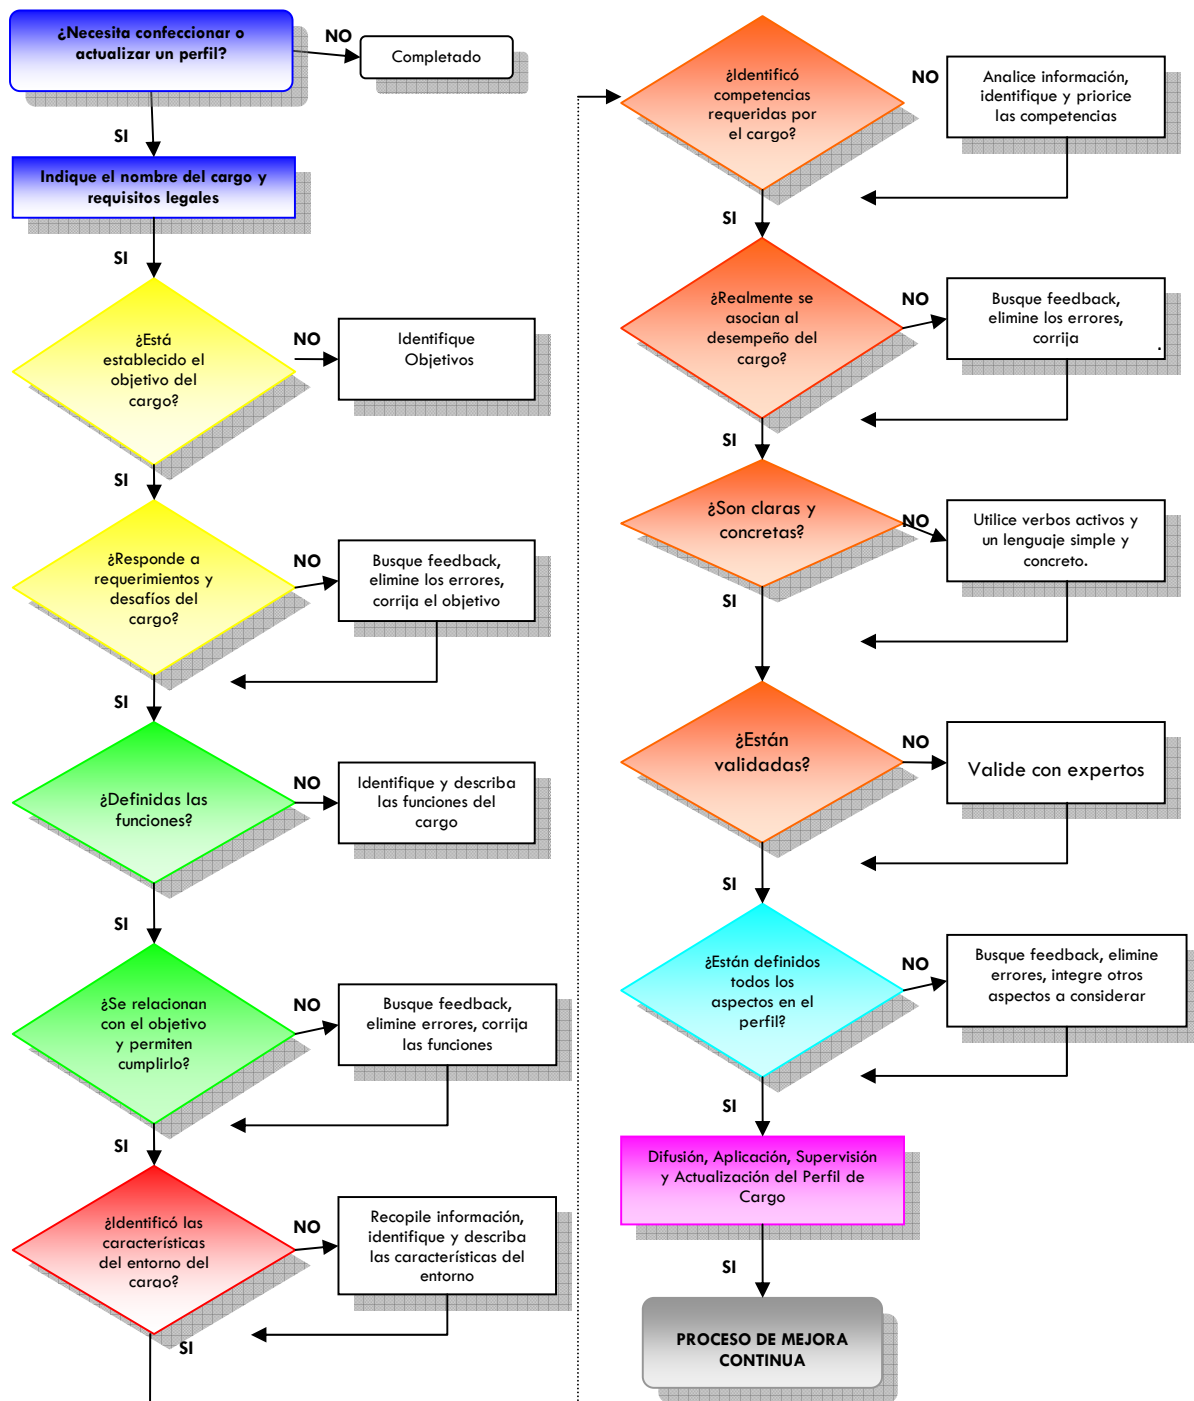 ¿Necesita confeccionar o
actualizar un perfil?
NO
Completado
SI
Indique el nombre del cargo y
requisitos legales
SI
¿Está
establecido el
objetivo del
cargo?
NO
Identifique
Objetivos
SI
¿Responde a
requerimientos y
desafíos del
cargo?
NO
Busque feedback,
elimine los errores,
corrija el objetivo
SI
¿Definidas las
funciones?
NO
Identifique y describa
las funciones del
cargo
SI
¿Se relacionan
con el objetivo
y permiten
cumplirlo?
NO
Busque feedback,
elimine errores, corrija
las funciones
SI
¿Identificó las
características
del entorno del
cargo?
NO
Recopile información,
identifique y describa
las características del
entorno
SI
¿Identificó
competencias
requeridas por
el cargo?
NO
Analice información,
identifique y priorice
las competencias
SI
¿Realmente se
asocian al
desempeño del
cargo?
NO
Busque feedback,
elimine los errores,
corrija
.
SI
¿Son claras y
concretas?
NO
Utilice verbos activos y
un lenguaje simple y
concreto.
SI
¿Están
validadas?
NO
Valide con expertos
SI
¿Están definidos
todos los
aspectos en el
perfil?
NO
Busque feedback, elimine
errores, integre otros
aspectos a considerar
SI
Difusión, Aplicación, Supervisión
y Actualización del Perfil de
Cargo
SI
PROCESO DE MEJORA
CONTINUA